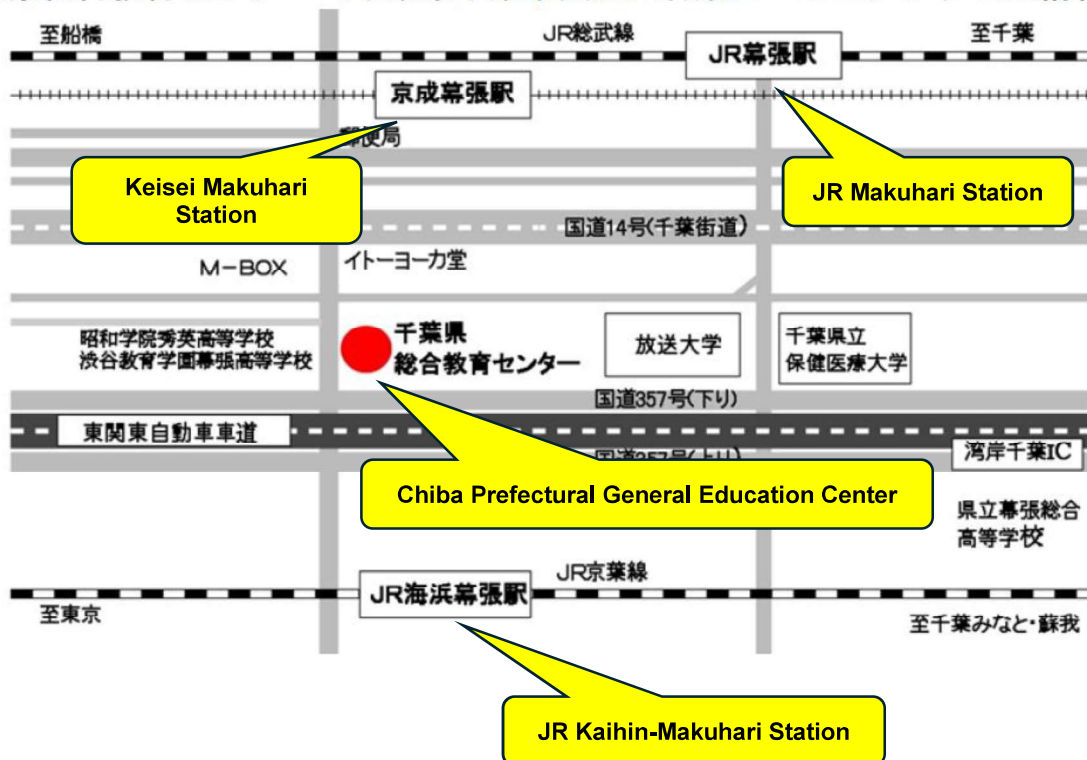 至船橋
JR総武線
至千葉
JR幕張駅
京成幕張駅
郵便局
Keisei Makuhari
Station
JR Makuhari Station
国道14号(千葉街道)
M-BOX
イトーヨーカ堂
昭和学院秀英高等学校
渋谷教育学園幕張高等学校
千葉県
総合教育センター
放送大学
千葉県立
保健医療大学
国道357号(下り)
東関東自動車車道
国道357号(上り)
湾岸千葉IC
Chiba Prefectural General Education Center
県立幕張総合
高等学校
JR京葉線
JR海浜幕張駅
至東京
至千葉みなと・蘇我
JR Kaihin-Makuhari Station